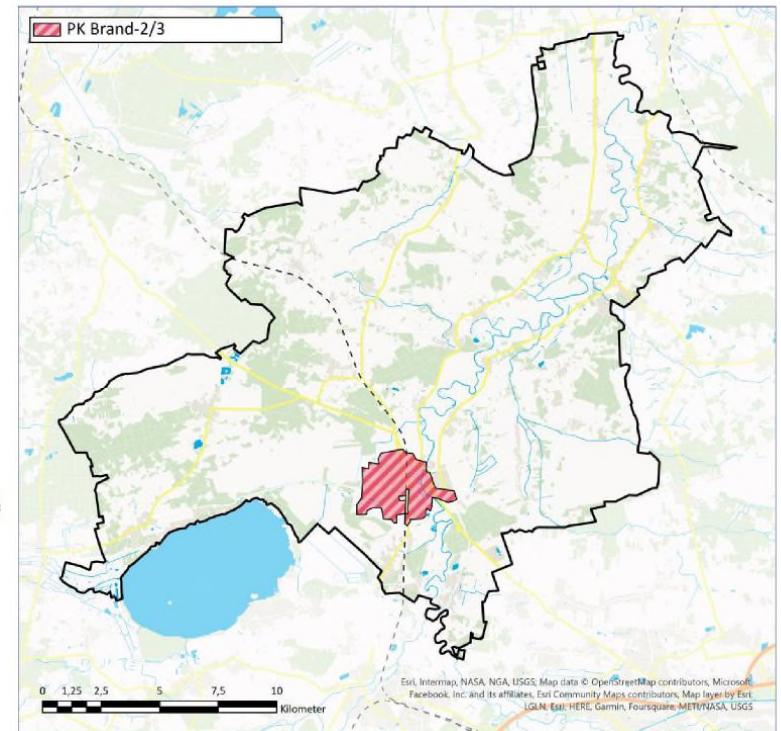 PK Brand-2/3
0 1,25 2,5 5 7,5 10
Kilometer
Esri, Intermap, NASA, NGA, USGS; Map data © OpenStreetMap contributors, Microsoft,
Facebook, Inc. and its affiliates, Esri Community Maps contributors, Map layer by Esri;
LGLN, Esri, HERE, Garmin, Foursquare, METI/NASA, USGS